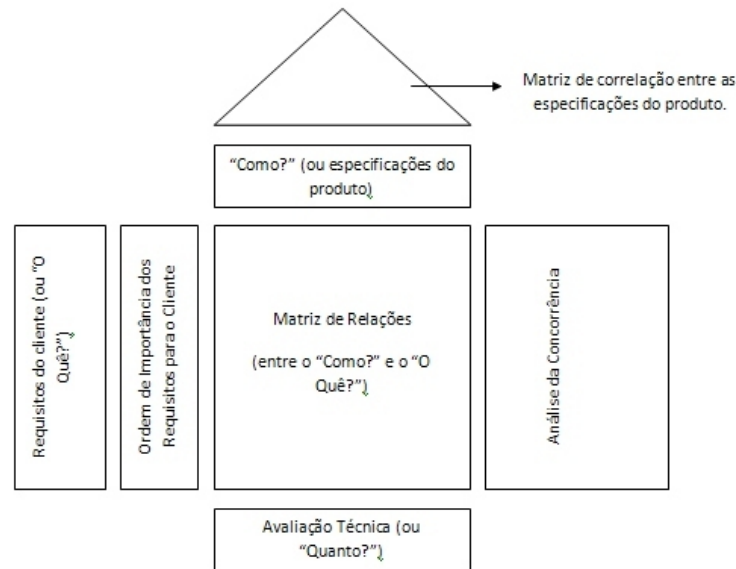 Matriz de correlação entre as
especificações do produto.
“Como?” (ou especificações do
produto)
Requisitos do cliente (ou “O
Quê?”)
Ordem de Importância dos
Requisitos para o Cliente
Matriz de Relações
(entre o “Como?” e o “O
Quê?”)
Análise da Concorrência
Avaliação Técnica (ou
“Quanto?”)